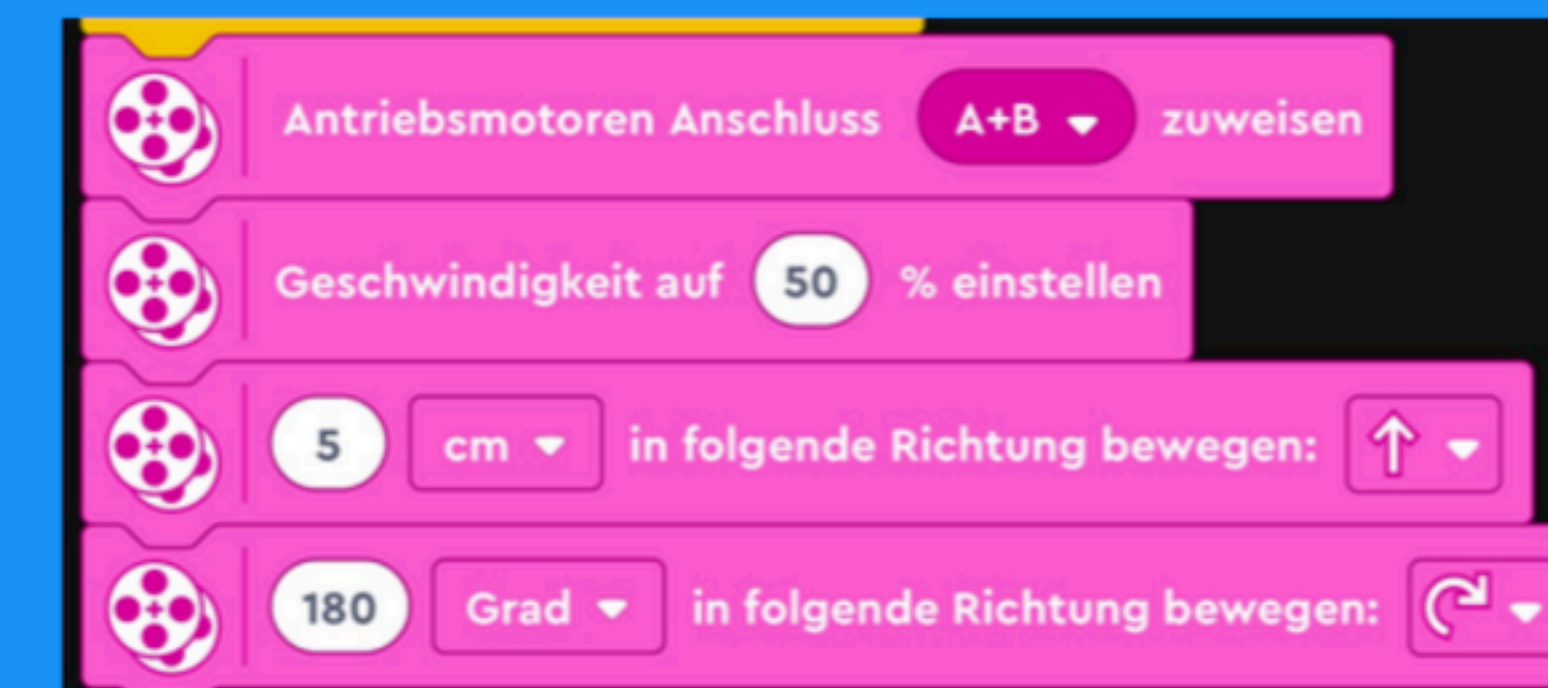 Antriebsmotoren Anschluss A+B zuweisen
Geschwindigkeit auf 50 % einstellen
5 cm in folgende Richtung bewegen:
180 Grad in folgende Richtung bewegen: